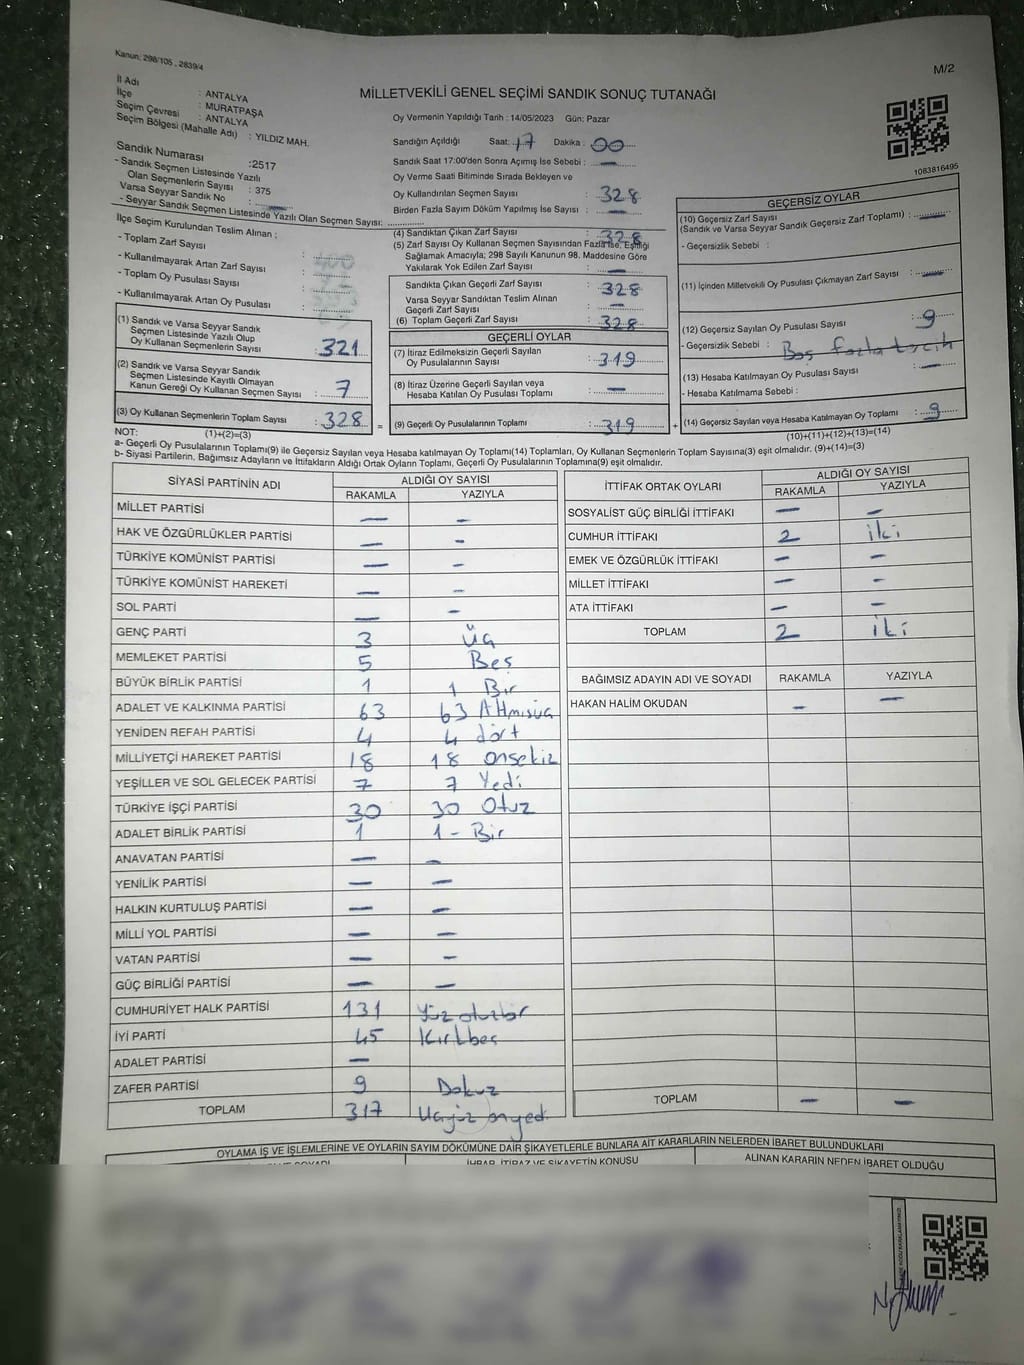 Kanun: 298/105 , 2839/4
M/2
MİLLETVEKİLİ GENEL SEÇİMİ SANDIK SONUÇ TUTANAĞI
İl Adı : ANTALYA
İlçe : MURATPAŞA
Seçim Çevresi : ANTALYA
Seçim Bölgesi (Mahalle Adı) : YILDIZ MAH.
Sandık Numarası :2517
- Sandık Seçmen Listesinde Yazılı
Olan Seçmenlerin Sayısı : 375
Varsa Seyyar Sandık No : —
- Seyyar Sandık Seçmen Listesinde Yazılı Olan Seçmen Sayısı:
Oy Vermenin Yapıldığı Tarih : 14/05/2023 Gün: Pazar
Sandığın Açıldığı Saat: 17 Dakika : 00
Sandık Saat 17:00'den Sonra Açımış İse Sebebi : —
Oy Verme Saati Bitiminde Sırada Bekleyen ve
Oy Kullandırılan Seçmen Sayısı : 328
Birden Fazla Sayım Döküm Yapılmış İse Sayısı : —
1083816495
İlçe Seçim Kurulundan Teslim Alınan :
- Toplam Zarf Sayısı :
- Kullanılmayarak Artan Zarf Sayısı :
- Toplam Oy Pusulası Sayısı :
- Kullanılmayarak Artan Oy Pusulası :
(1) Sandık ve Varsa Seyyar Sandık
Seçmen Listesinde Yazılı Olup
Oy Kullanan Seçmenlerin Sayısı : 321
(2) Sandık ve Varsa Seyyar Sandık
Seçmen Listesinde Kayıtlı Olmayan
Kanun Gereği Oy Kullanan Seçmen Sayısı : 7
(3) Oy Kullanan Seçmenlerin Toplam Sayısı : 328
(1)+(2)=(3)
(4) Sandıktan Çıkan Zarf Sayısı : 328
(5) Zarf Sayısı Oy Kullanan Seçmen Sayısından Fazla İse, Eşitliği
Sağlamak Amacıyla; 298 Sayılı Kanunun 98. Maddesine Göre
Yakılarak Yok Edilen Zarf Sayısı : —
Sandıkta Çıkan Geçerli Zarf Sayısı : 328
Varsa Seyyar Sandıktan Teslim Alınan
Geçerli Zarf Sayısı : —
(6) Toplam Geçerli Zarf Sayısı : 328
GEÇERLİ OYLAR
(7) İtiraz Edilmeksizin Geçerli Sayılan
Oy Pusulalarının Sayısı : 319
(8) İtiraz Üzerine Geçerli Sayılan veya
Hesaba Katılan Oy Pusulası Toplamı : —
= (9) Geçerli Oy Pusulalarının Toplamı : 319 +
GEÇERSİZ OYLAR
(10) Geçersiz Zarf Sayısı
(Sandık ve Varsa Seyyar Sandık Geçersiz Zarf Toplamı) : —
- Geçersizlik Sebebi :
(11) İçinden Milletvekili Oy Pusulası Çıkmayan Zarf Sayısı : —
(12) Geçersiz Sayılan Oy Pusulası Sayısı : 9
- Geçersizlik Sebebi : Boş fazla tercih
(13) Hesaba Katılmayan Oy Pusulası Sayısı : —
- Hesaba Katılmama Sebebi :
(14) Geçersiz Sayılan veya Hesaba Katılmayan Oy Toplamı : 9
(10)+(11)+(12)+(13)=(14)
NOT:
a- Geçerli Oy Pusulalarının Toplamı(9) ile Geçersiz Sayılan veya Hesaba katılmayan Oy Toplamı(14) Toplamları, Oy Kullanan Seçmenlerin Toplam Sayısına(3) eşit olmalıdır. (9)+(14)=(3)
b- Siyasi Partilerin, Bağımsız Adayların ve İttifakların Aldığı Ortak Oyların Toplamı, Geçerli Oy Pusulalarının Toplamına(9) eşit olmalıdır.
SİYASİ PARTİNİN ADI ALDIĞI OY SAYISI
RAKAMLA YAZIYLA
MİLLET PARTİSİ — —
HAK VE ÖZGÜRLÜKLER PARTİSİ — —
TÜRKİYE KOMÜNİST PARTİSİ — —
TÜRKİYE KOMÜNİST HAREKETİ — —
SOL PARTİ — —
GENÇ PARTİ 3 Üç
MEMLEKET PARTİSİ 5 Beş
BÜYÜK BİRLİK PARTİSİ 1 1 Bir
ADALET VE KALKINMA PARTİSİ 63 63 Altmışüç
YENİDEN REFAH PARTİSİ 4 4 dört
MİLLİYETÇİ HAREKET PARTİSİ 18 18 onsekiz
YEŞİLLER VE SOL GELECEK PARTİSİ 7 7 Yedi
TÜRKİYE İŞÇİ PARTİSİ 30 30 Otuz
ADALET BİRLİK PARTİSİ 1 1 - Bir
ANAVATAN PARTİSİ — —
YENİLİK PARTİSİ — —
HALKIN KURTULUŞ PARTİSİ — —
MİLLİ YOL PARTİSİ — —
VATAN PARTİSİ — —
GÜÇ BİRLİĞİ PARTİSİ — —
CUMHURİYET HALK PARTİSİ 131 Yüz otuzbir
İYİ PARTİ 45 Kırkbeş
ADALET PARTİSİ —
ZAFER PARTİSİ 9 Dokuz
TOPLAM 317 Üçyüz onyedi
İTTİFAK ORTAK OYLARI ALDIĞI OY SAYISI
RAKAMLA YAZIYLA
SOSYALİST GÜÇ BİRLİĞİ İTTİFAKI — —
CUMHUR İTTİFAKI 2 iki
EMEK VE ÖZGÜRLÜK İTTİFAKI — —
MİLLET İTTİFAKI — —
ATA İTTİFAKI — —
TOPLAM 2 iki
BAĞIMSIZ ADAYIN ADI VE SOYADI RAKAMLA YAZIYLA
HAKAN HALİM OKUDAN — —
TOPLAM — —
OYLAMA İŞ VE İŞLEMLERİNE VE OYLARIN SAYIM DÖKÜMÜNE DAİR ŞİKAYETLERLE BUNLARA AİT KARARLARIN NELERDEN İBARET BULUNDUKLARI
İHBAR, İTİRAZ VE ŞİKAYETİN KONUSU
ALINAN KARARIN NEDEN İBARET OLDUĞU